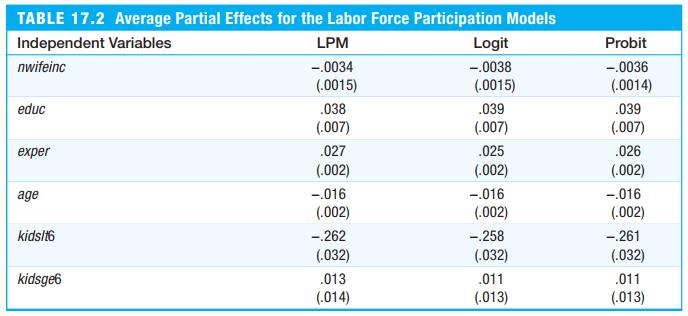 TABLE 17.2 Average Partial Effects for the Labor Force Participation Models
Independent Variables LPM Logit Probit
nwifeinc –.0034 –.0038 –.0036
(.0015) (.0015) (.0014)
educ .038 .039 .039
(.007) (.007) (.007)
exper .027 .025 .026
(.002) (.002) (.002)
age –.016 –.016 –.016
(.002) (.002) (.002)
kidslt6 –.262 –.258 –.261
(.032) (.032) (.032)
kidsge6 .013 .011 .011
(.014) (.013) (.013)